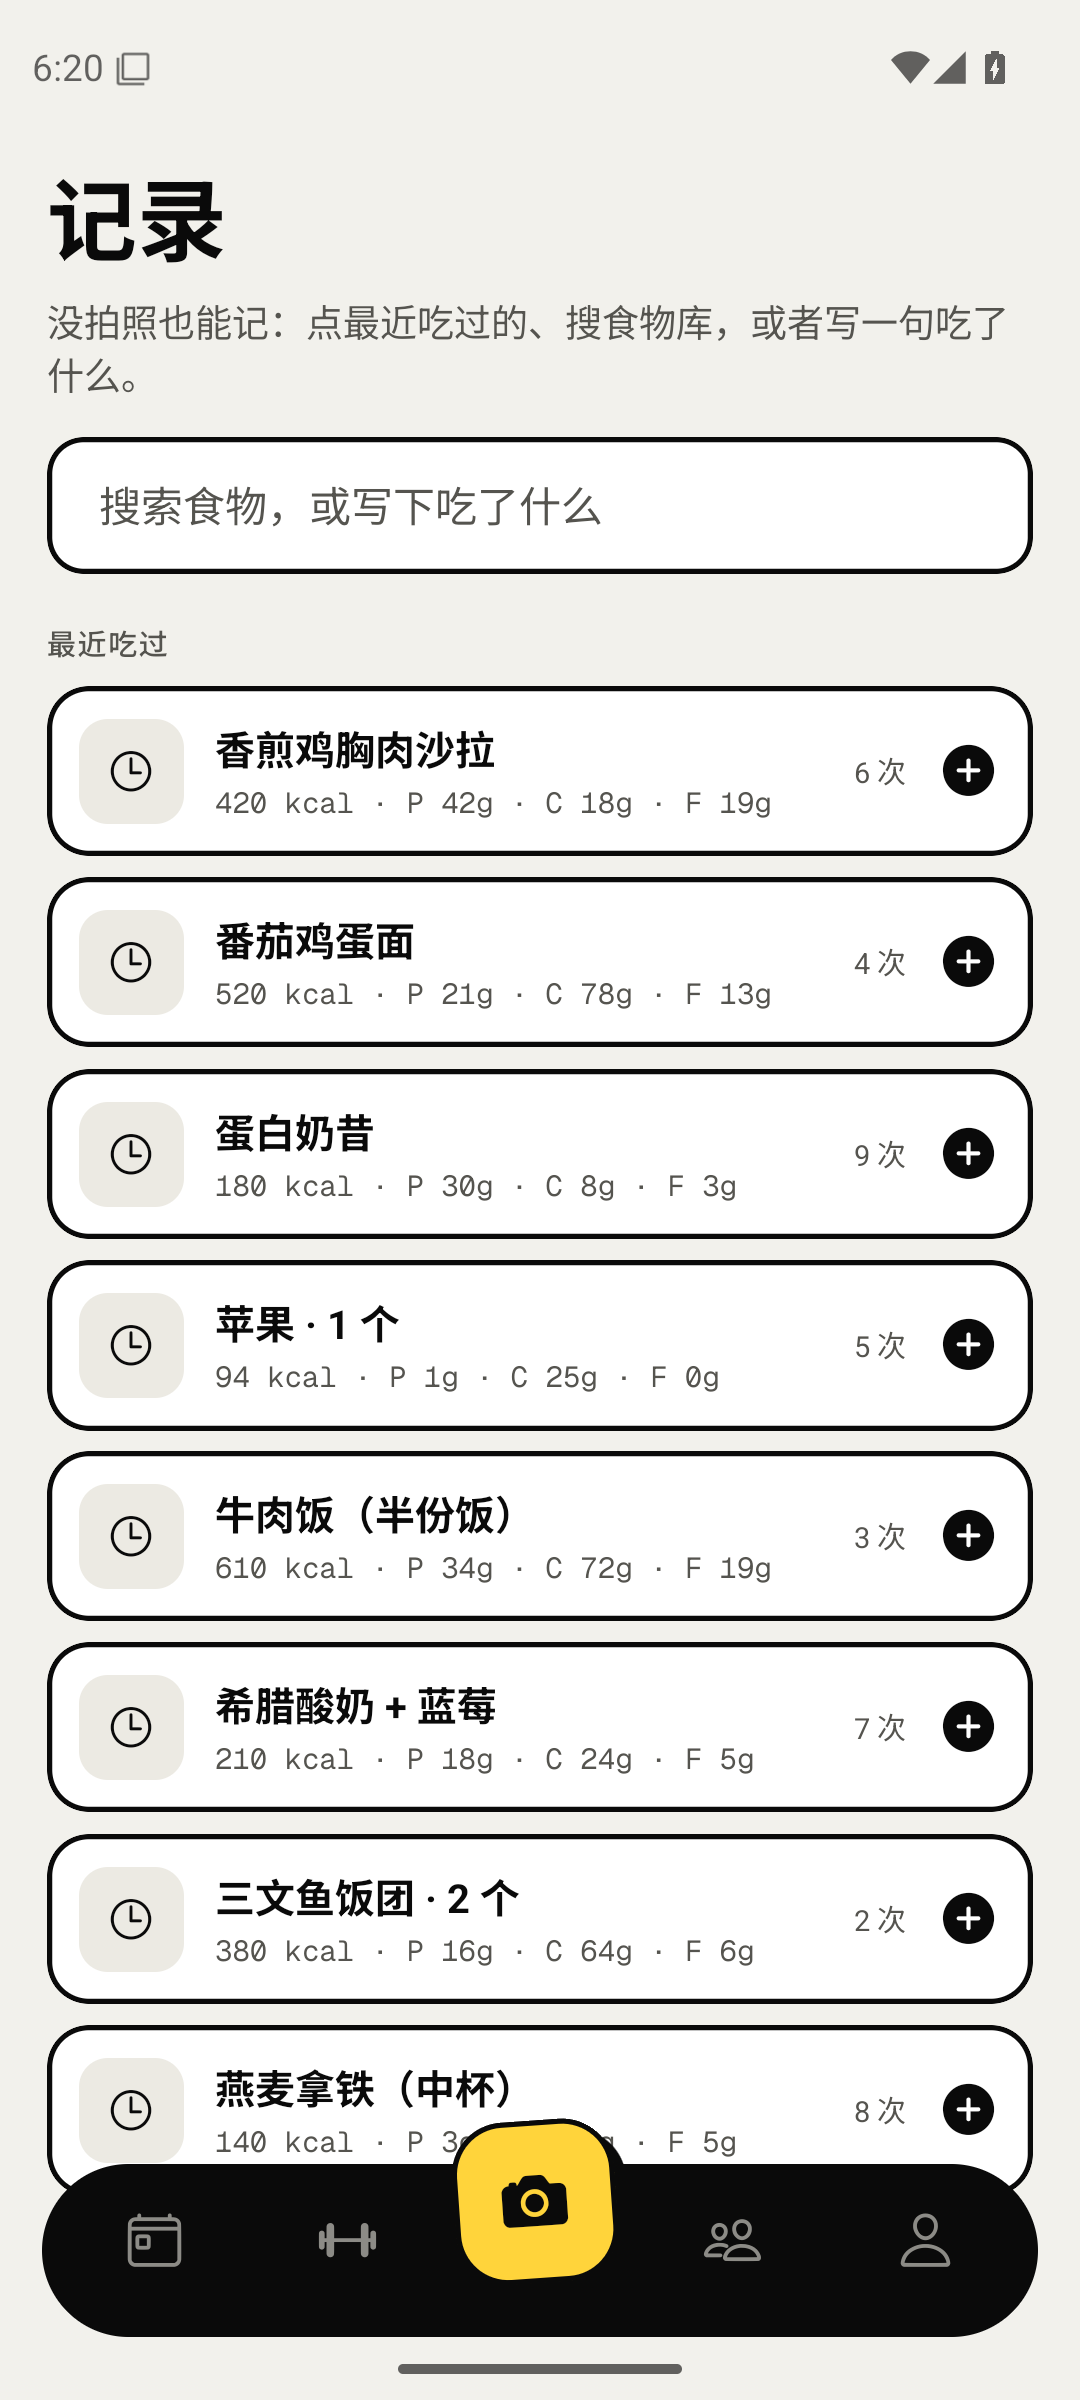 6:20
记录
没拍照也能记：点最近吃过的、搜食物库，或者写一句吃了
什么。
搜索食物，或写下吃了什么
最近吃过
香煎鸡胸肉沙拉
420 kcal · P 42g · C 18g · F 19g
6 次
番茄鸡蛋面
520 kcal · P 21g · C 78g · F 13g
4 次
蛋白奶昔
180 kcal · P 30g · C 8g · F 3g
9 次
苹果 · 1 个
94 kcal · P 1g · C 25g · F 0g
5 次
牛肉饭（半份饭）
610 kcal · P 34g · C 72g · F 19g
3 次
希腊酸奶 + 蓝莓
210 kcal · P 18g · C 24g · F 5g
7 次
三文鱼饭团 · 2 个
380 kcal · P 16g · C 64g · F 6g
2 次
燕麦拿铁（中杯）
140 kcal · P 3g · F 5g
8 次